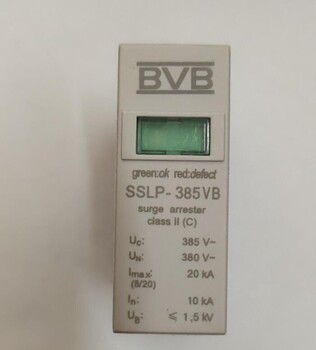 BVB
green:ok red:defect
SSLP-385VB
surge arrester
class II (C)
Uc: 385 V~
UN: 380 V~
Imax: 20 kA
(8/20)
In: 10 kA
UB: ≤ 1,5 kV